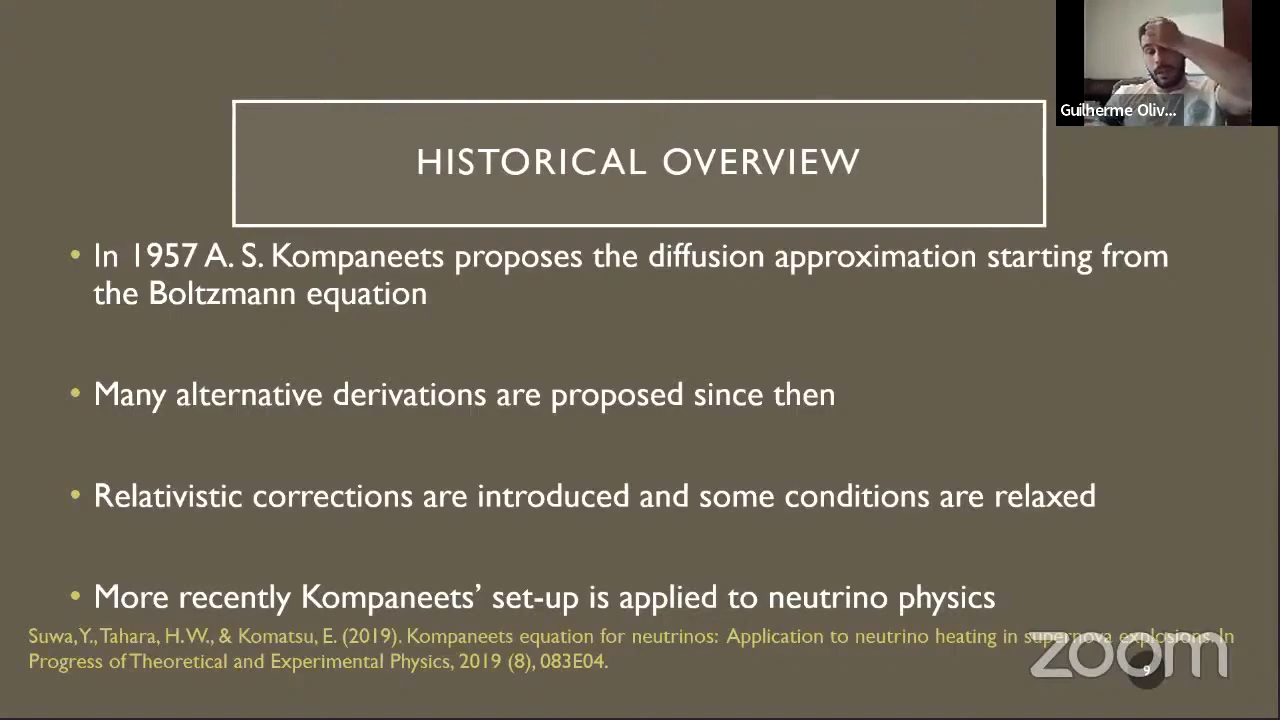 Guilherme Oliv...
HISTORICAL OVERVIEW
• In 1957 A. S. Kompaneets proposes the diffusion approximation starting from
the Boltzmann equation
• Many alternative derivations are proposed since then
• Relativistic corrections are introduced and some conditions are relaxed
• More recently Kompaneets’ set-up is applied to neutrino physics
Suwa, Y., Tahara, H.W., & Komatsu, E. (2019). Kompaneets equation for neutrinos: Application to neutrino heating in supernova explosions. In
Progress of Theoretical and Experimental Physics, 2019 (8), 083E04.
zoom
9